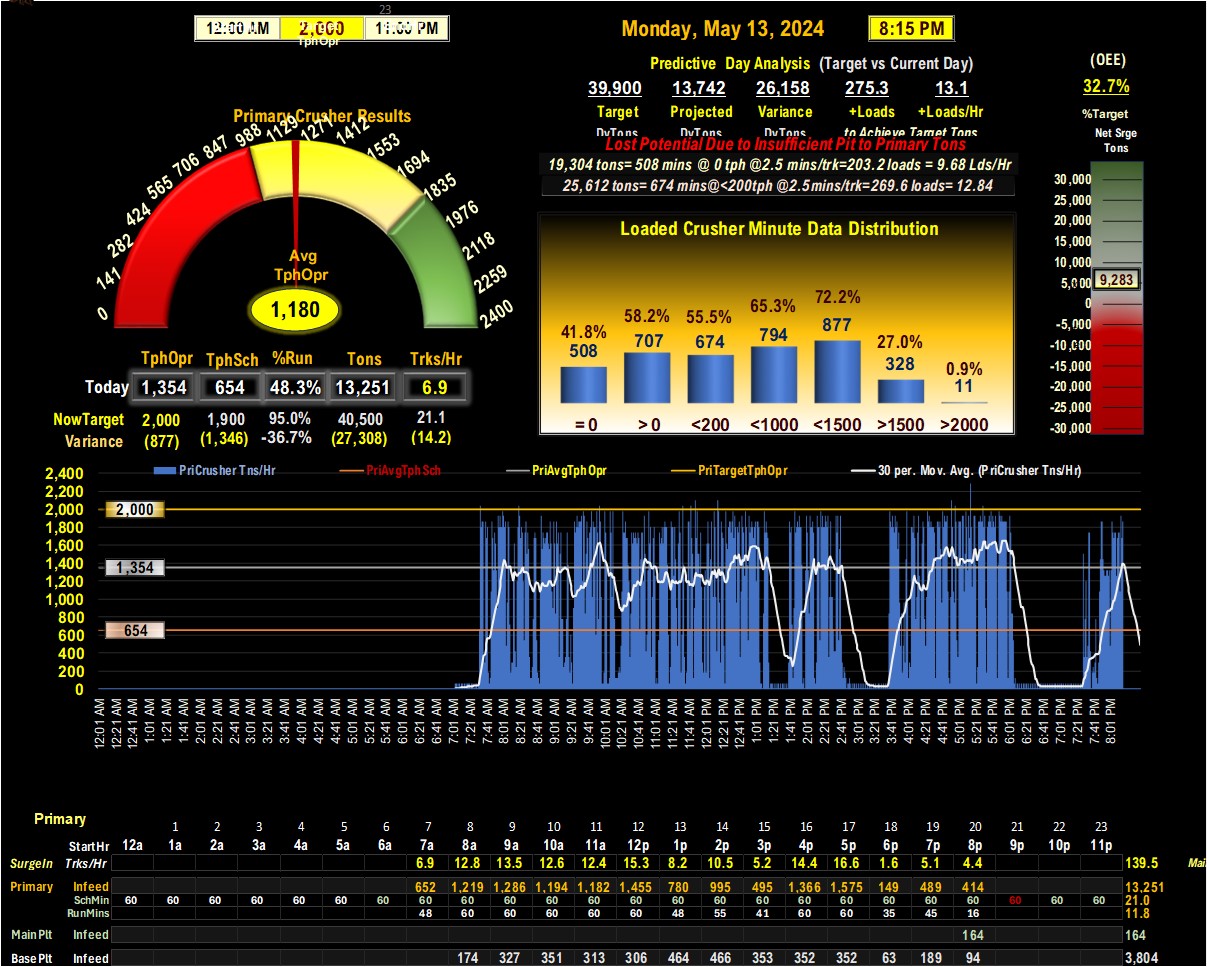 23
12:00 AM 2,000 11:00 PM
TphOpr
Monday, May 13, 2024 8:15 PM
Predictive Day Analysis (Target vs Current Day)
39,900 13,742 26,158 275.3 13.1
Target Projected Variance +Loads +Loads/Hr
DyTons DyTons DyTons to Achieve Target Tons
Lost Potential Due to Insufficient Pit to Primary Tons
19,304 tons= 508 mins @ 0 tph @2.5 mins/trk=203.2 loads = 9.68 Lds/Hr
25,612 tons= 674 mins@<200tph @2.5mins/trk=269.6 loads= 12.84
(OEE)
32.7%
%Target
Net Srge
Tons
30,000
25,000
20,000
15,000
10,000
5,000
9,283
0
-5,000
-10,000
-15,000
-20,000
-25,000
-30,000
Primary Crusher Results
0 141 282 424 565 706 847 988 1129 1271 1412 1553 1694 1835 1976 2118 2259 2400
Avg
TphOpr
1,180
TphOpr TphSch %Run Tons Trks/Hr
Today 1,354 654 48.3% 13,251 6.9
NowTarget 2,000 1,900 95.0% 40,500 21.1
Variance (877) (1,346) -36.7% (27,308) (14.2)
Loaded Crusher Minute Data Distribution
41.8% 58.2% 55.5% 65.3% 72.2% 27.0% 0.9%
508 707 674 794 877 328 11
=0 >0 <200 <1000 <1500 >1500 >2000
PriCrusher Tns/Hr PriAvgTphSch PriAvgTphOpr PriTargetTphOpr 30 per. Mov. Avg. (PriCrusher Tns/Hr)
2,400
2,200
2,000 2,000
1,800
1,600
1,400 1,354
1,200
1,000
800
600 654
400
200
0
12:01 AM 12:21 AM 12:41 AM 1:01 AM 1:21 AM 1:41 AM 2:01 AM 2:21 AM 2:41 AM 3:01 AM 3:21 AM 3:41 AM 4:01 AM 4:21 AM 4:41 AM 5:01 AM 5:21 AM 5:41 AM 6:01 AM 6:21 AM 6:41 AM 7:01 AM 7:21 AM 7:41 AM 8:01 AM 8:21 AM 8:41 AM 9:01 AM 9:21 AM 9:41 AM 10:01 AM 10:21 AM 10:41 AM 11:01 AM 11:21 AM 11:41 AM 12:01 PM 12:21 PM 12:41 PM 1:01 PM 1:21 PM 1:41 PM 2:01 PM 2:21 PM 2:41 PM 3:01 PM 3:21 PM 3:41 PM 4:01 PM 4:21 PM 4:41 PM 5:01 PM 5:21 PM 5:41 PM 6:01 PM 6:21 PM 6:41 PM 7:01 PM 7:21 PM 7:41 PM 8:01 PM
Primary
1 2 3 4 5 6 7 8 9 10 11 12 13 14 15 16 17 18 19 20 21 22 23
StartHr 12a 1a 2a 3a 4a 5a 6a 7a 8a 9a 10a 11a 12p 1p 2p 3p 4p 5p 6p 7p 8p 9p 10p 11p
SurgeIn Trks/Hr 6.9 12.8 13.5 12.6 12.4 15.3 8.2 10.5 5.2 14.4 16.6 1.6 5.1 4.4 139.5
Primary Infeed 652 1,219 1,286 1,194 1,182 1,455 780 995 495 1,366 1,575 149 489 414 13,251
SchMin 60 60 60 60 60 60 60 60 60 60 60 60 60 60 60 60 60 60 60 60 60 60 60 60 21.0
RunMins 48 60 60 60 60 60 48 55 41 60 60 35 45 16 11.8
MainPlt Infeed 164 164
BasePlt Infeed 174 327 351 313 306 464 466 353 352 352 63 189 94 3,804